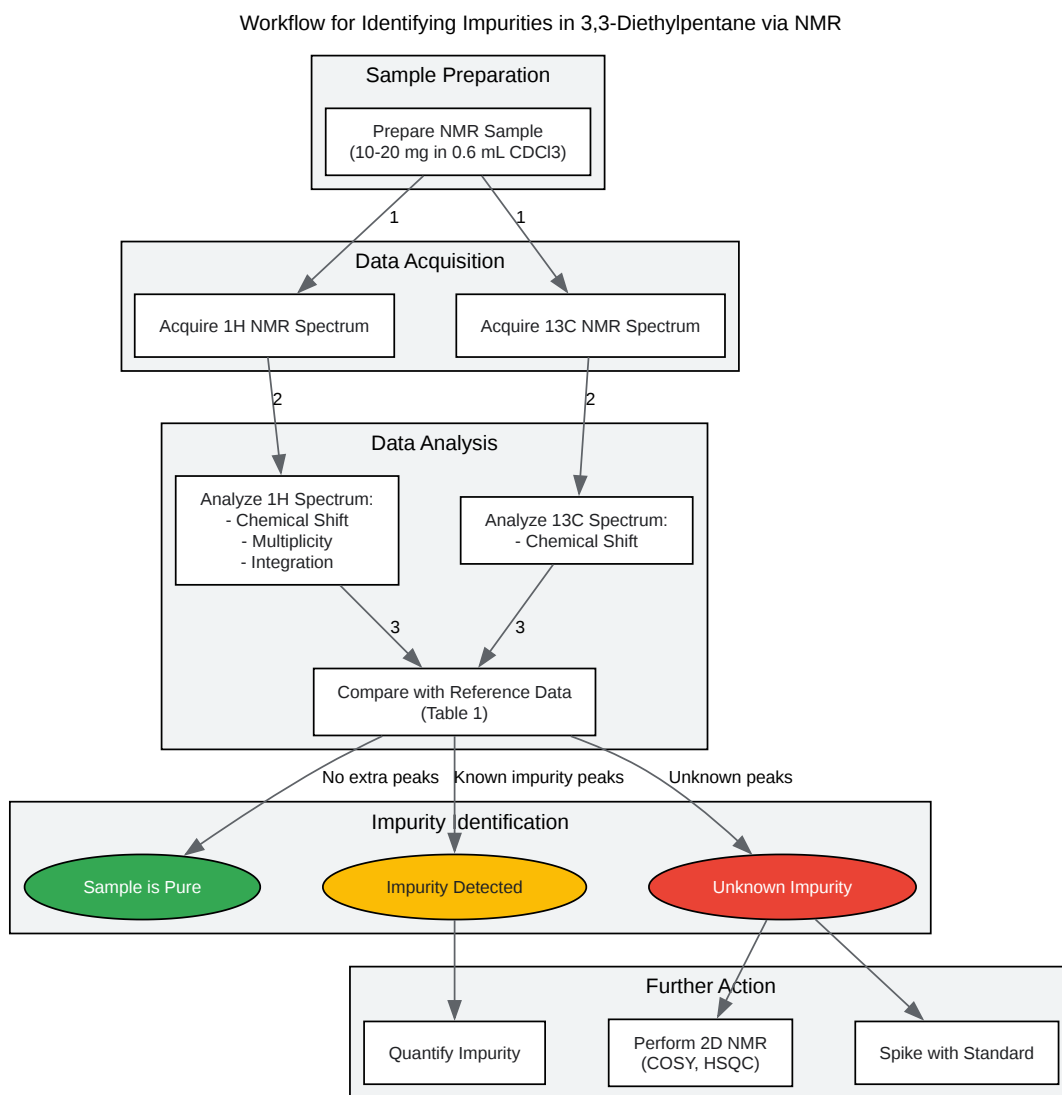 Workflow for Identifying Impurities in 3,3-Diethylpentane via NMR
Sample Preparation
Prepare NMR Sample
(10-20 mg in 0.6 mL CDCl3)
1
1
Data Acquisition
Acquire 1H NMR Spectrum
Acquire 13C NMR Spectrum
2
2
Data Analysis
Analyze 1H Spectrum:
- Chemical Shift
- Multiplicity
- Integration
Analyze 13C Spectrum:
- Chemical Shift
3
3
Compare with Reference Data
(Table 1)
No extra peaks
Known impurity peaks
Unknown peaks
Impurity Identification
Sample is Pure
Impurity Detected
Unknown Impurity
Further Action
Quantify Impurity
Perform 2D NMR
(COSY, HSQC)
Spike with Standard